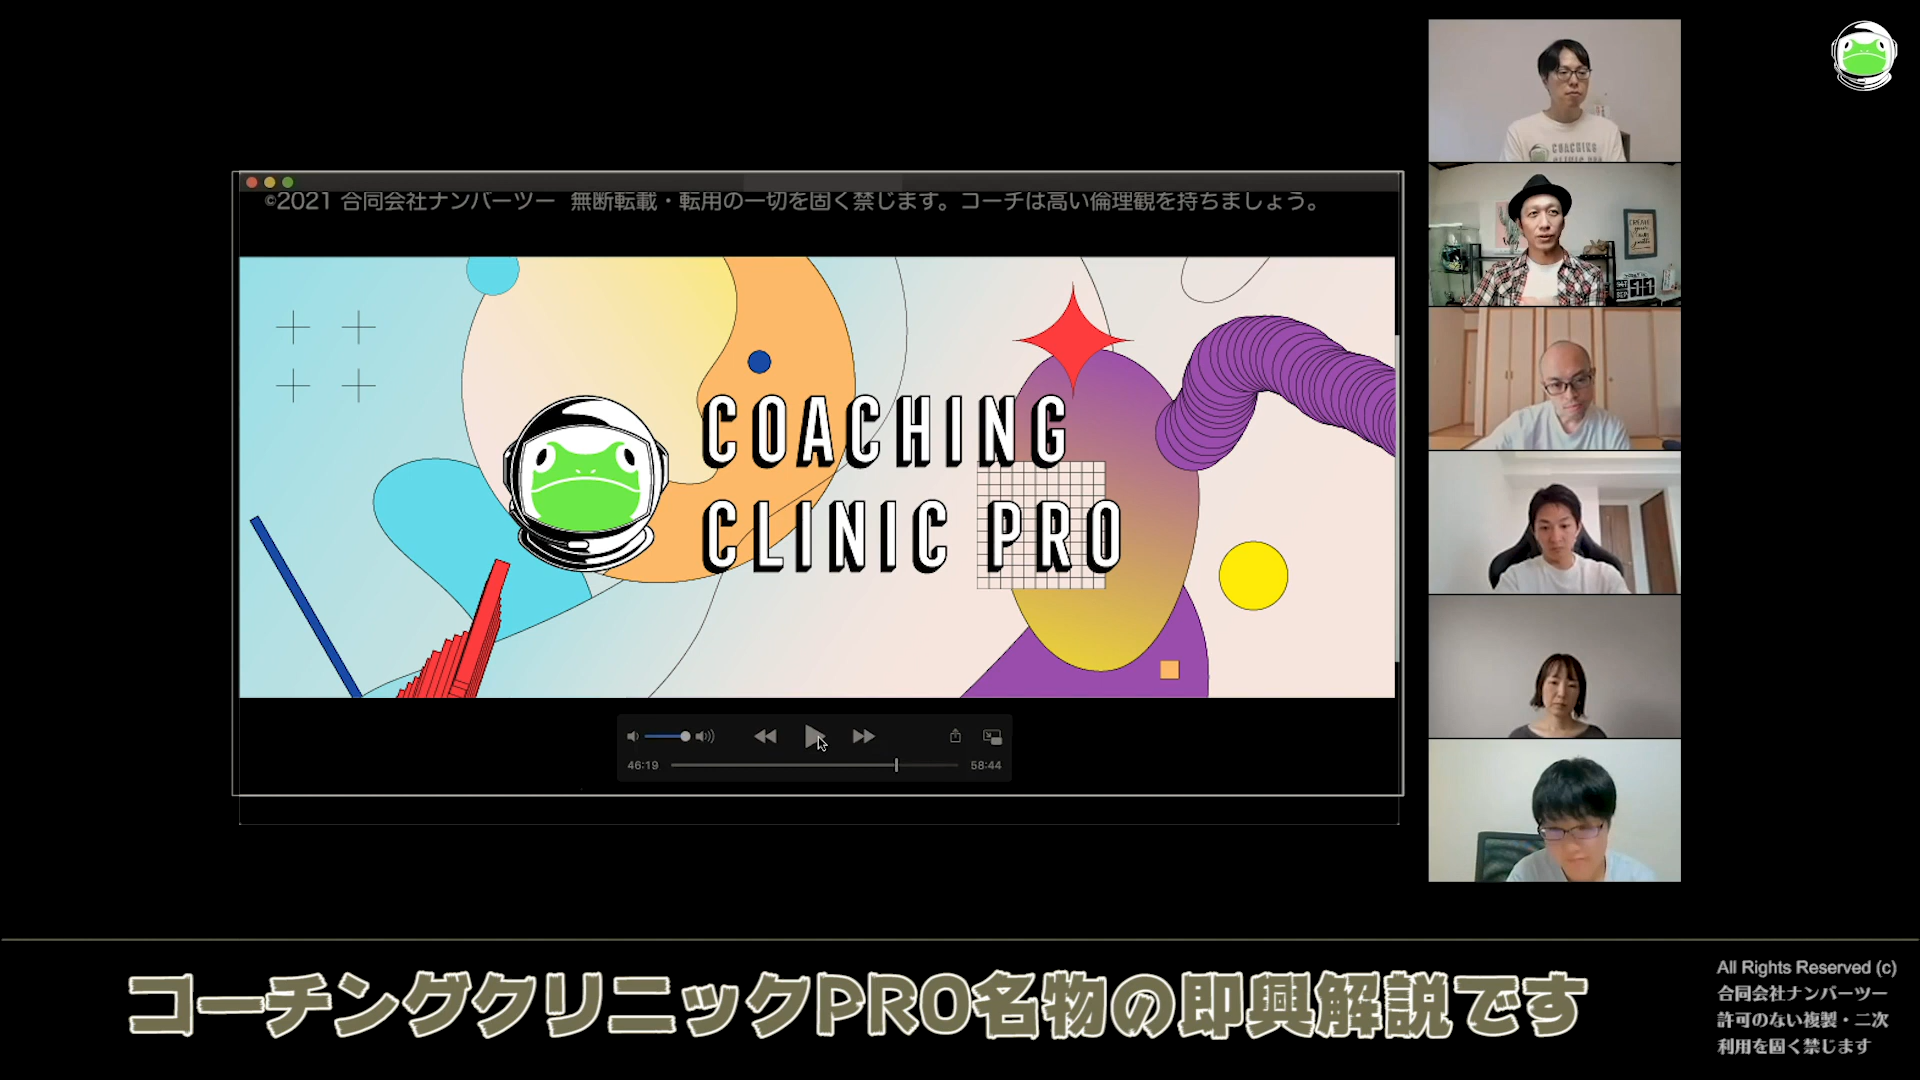 ©2021 合同会社ナンバーツー　無断転載・転用の一切を固く禁じます。コーチは高い倫理観を持ちましょう。
COACHING
CLINIC PRO
46:19
58:44
COACHING
コーチングクリニックPRO名物の即興解説です
All Rights Reserved (c)
合同会社ナンバーツー
許可のない複製・二次
利用を固く禁じます